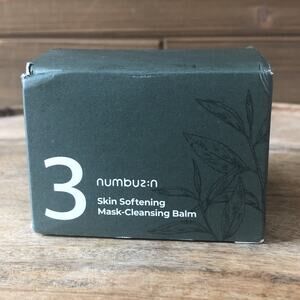 3
numbuz:n
Skin Softening
Mask-Cleansing Balm